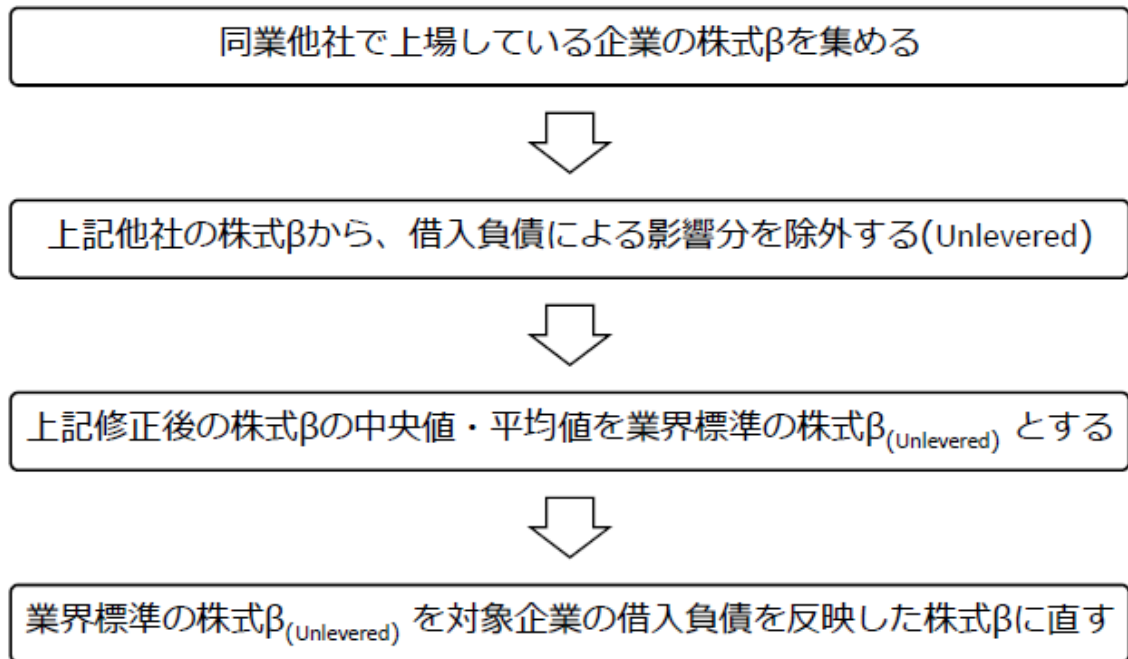 同業他社で上場している企業の株式βを集める
上記他社の株式βから、借入負債による影響分を除外する(Unlevered)
上記修正後の株式βの中央値・平均値を業界標準の株式β(Unlevered) とする
業界標準の株式β(Unlevered) を対象企業の借入負債を反映した株式βに直す